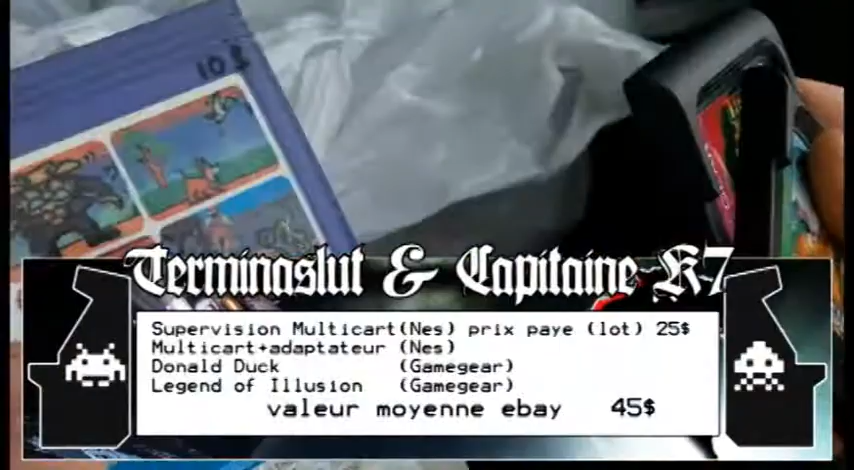 10$
Terminaslut & Capitaine K7
Supervision Multicart(Nes) prix paye (lot) 25$
Multicart+adaptateur (Nes)
Donald Duck (Gamegear)
Legend of Illusion (Gamegear)
valeur moyenne ebay 45$